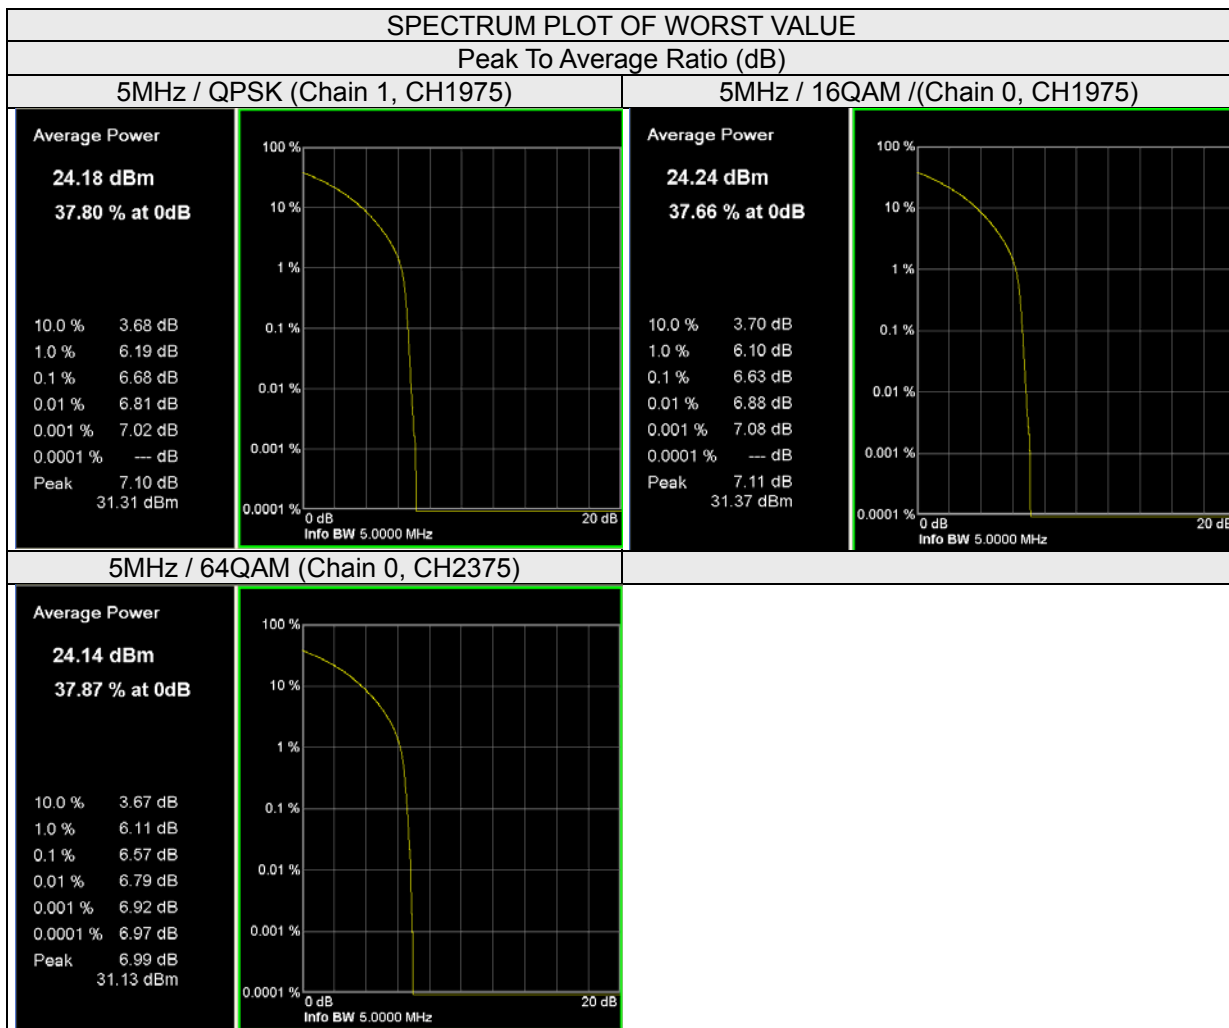 SPECTRUM PLOT OF WORST VALUE
Peak To Average Ratio (dB)
5MHz / QPSK (Chain 1, CH1975)
Average Power
24.18 dBm
37.80 % at 0dB
10.0 % 3.68 dB
1.0 % 6.19 dB
0.1 % 6.68 dB
0.01 % 6.81 dB
0.001 % 7.02 dB
0.0001 % --- dB
Peak 7.10 dB
31.31 dBm
100 %
10 %
1 %
0.1 %
0.01 %
0.001 %
0.0001 %
0 dB 20 dB
Info BW 5.0000 MHz
5MHz / 16QAM /(Chain 0, CH1975)
Average Power
24.24 dBm
37.66 % at 0dB
10.0 % 3.70 dB
1.0 % 6.10 dB
0.1 % 6.63 dB
0.01 % 6.88 dB
0.001 % 7.08 dB
0.0001 % --- dB
Peak 7.11 dB
31.37 dBm
100 %
10 %
1 %
0.1 %
0.01 %
0.001 %
0.0001 %
0 dB 20 dB
Info BW 5.0000 MHz
5MHz / 64QAM (Chain 0, CH2375)
Average Power
24.14 dBm
37.87 % at 0dB
10.0 % 3.67 dB
1.0 % 6.11 dB
0.1 % 6.57 dB
0.01 % 6.79 dB
0.001 % 6.92 dB
0.0001 % 6.97 dB
Peak 6.99 dB
31.13 dBm
100 %
10 %
1 %
0.1 %
0.01 %
0.001 %
0.0001 %
0 dB 20 dB
Info BW 5.0000 MHz